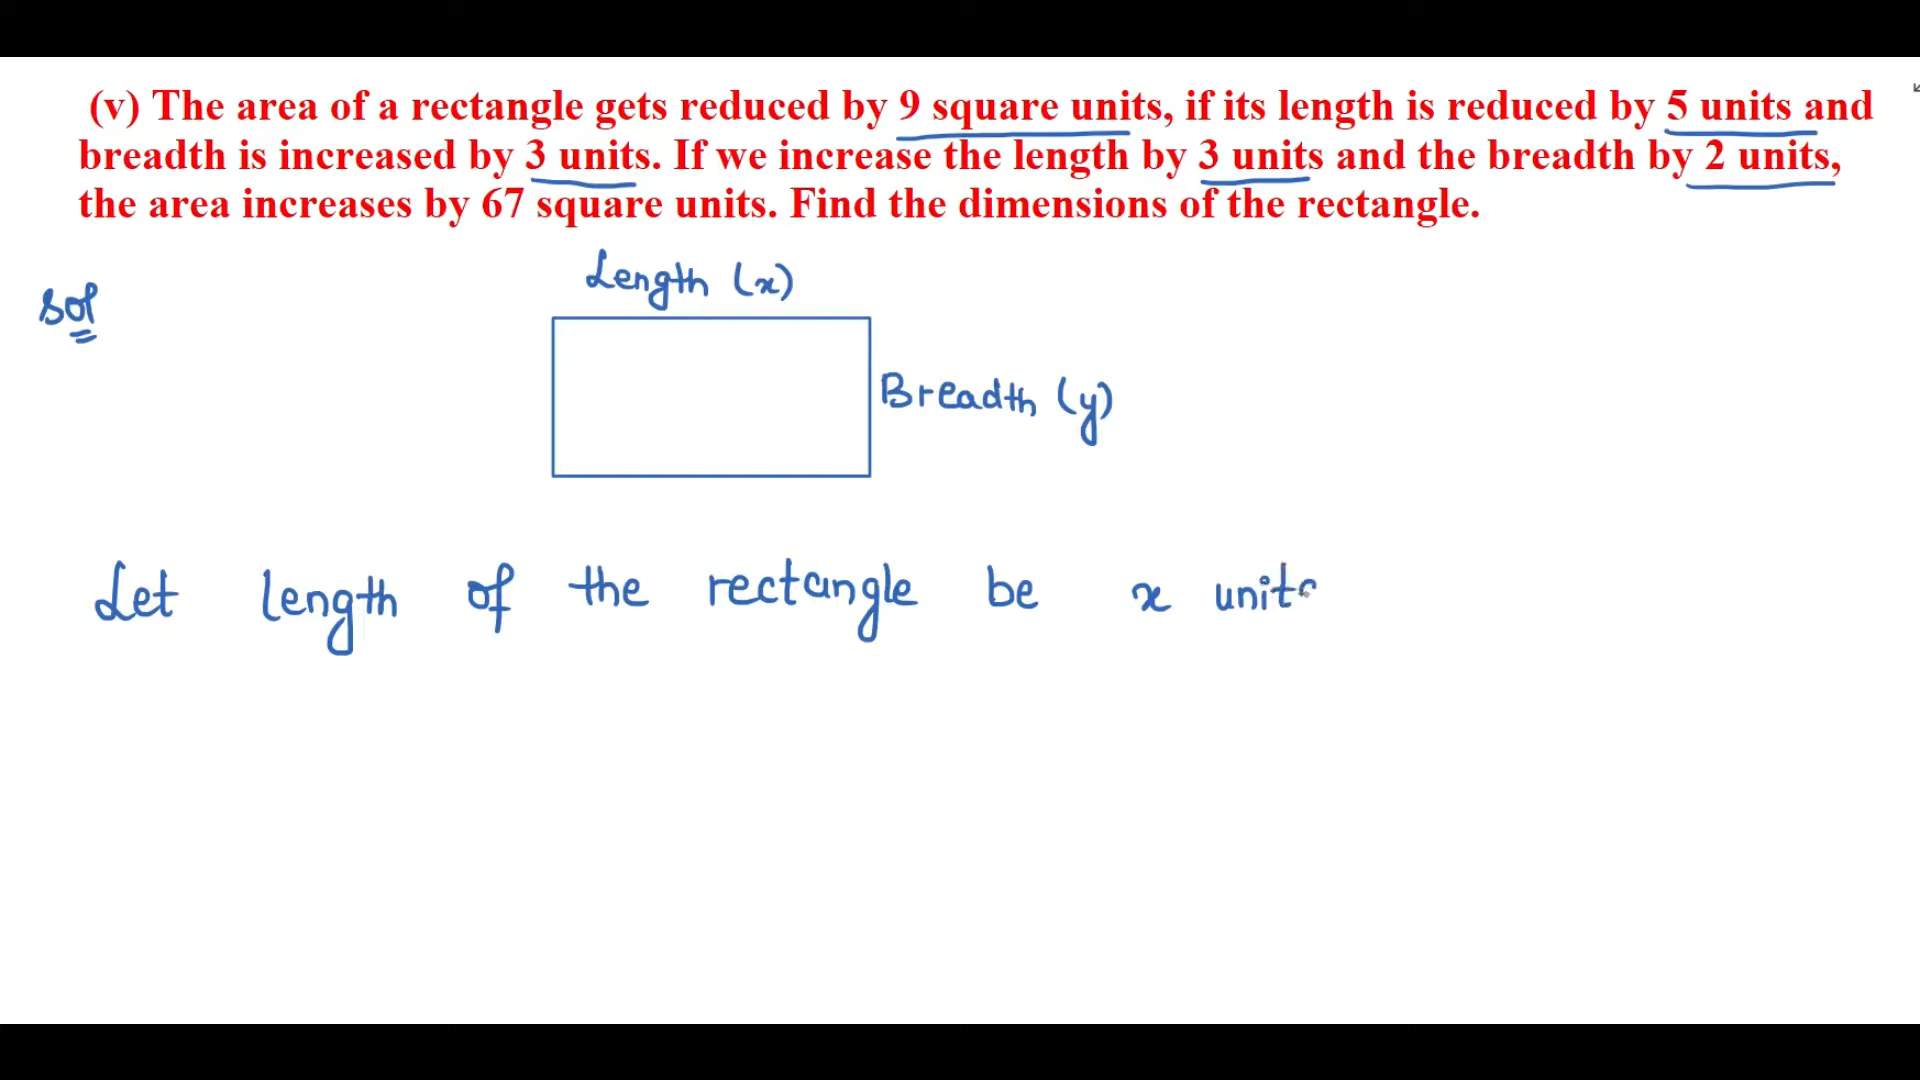 (v) The area of a rectangle gets reduced by 9 square units, if its length is reduced by 5 units and
breadth is increased by 3 units. If we increase the length by 3 units and the breadth by 2 units,
the area increases by 67 square units. Find the dimensions of the rectangle.
Length (x)
Sol
Breadth (y)
Let length of the rectangle be x units